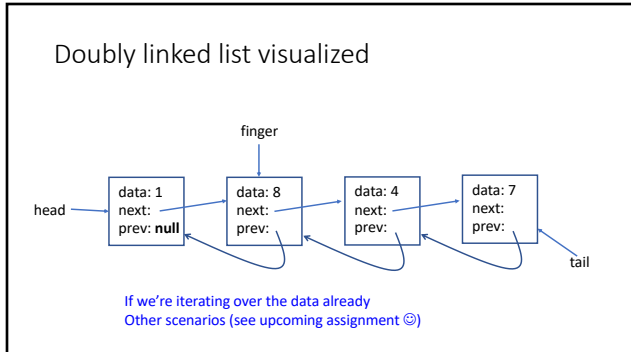 Doubly linked list visualized
finger
head
data: 1
next:
prev: null
data: 8
next:
prev:
data: 4
next:
prev:
data: 7
next:
prev:
tail
If we’re iterating over the data already
Other scenarios (see upcoming assignment ☺)